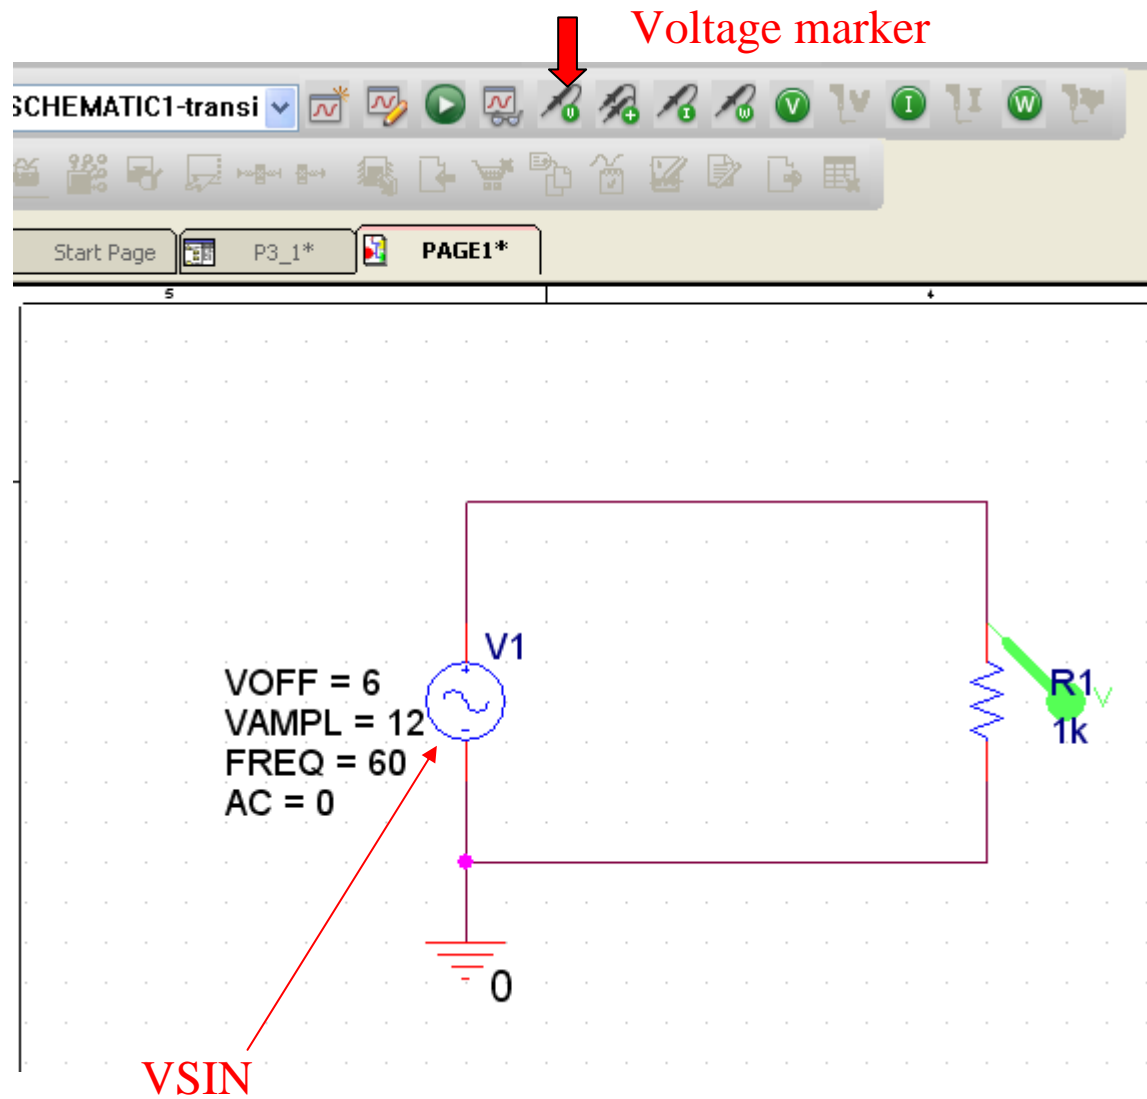 Voltage marker
SCHEMATIC1-transi
V I W V I W
Start Page P3_1* PAGE1*
5 4
V1
VOFF = 6
VAMPL = 12
FREQ = 60
AC = 0
R1
V
1k
0
VSIN